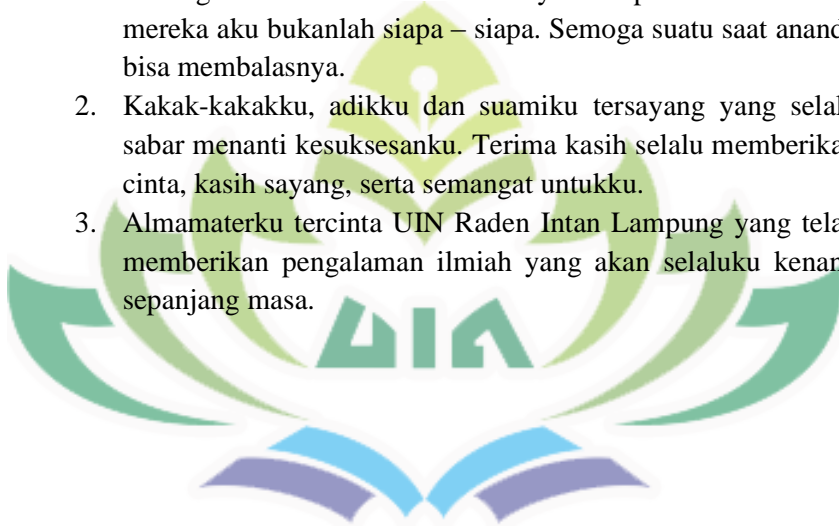 mereka aku bukanlah siapa – siapa. Semoga suatu saat anand
bisa membalasnya.
2. Kakak-kakakku, adikku dan suamiku tersayang yang selal
sabar menanti kesuksesanku. Terima kasih selalu memberika
cinta, kasih sayang, serta semangat untukku.
3. Almamaterku tercinta UIN Raden Intan Lampung yang tela
memberikan pengalaman ilmiah yang akan selaluku kenan
sepanjang masa.
UIN